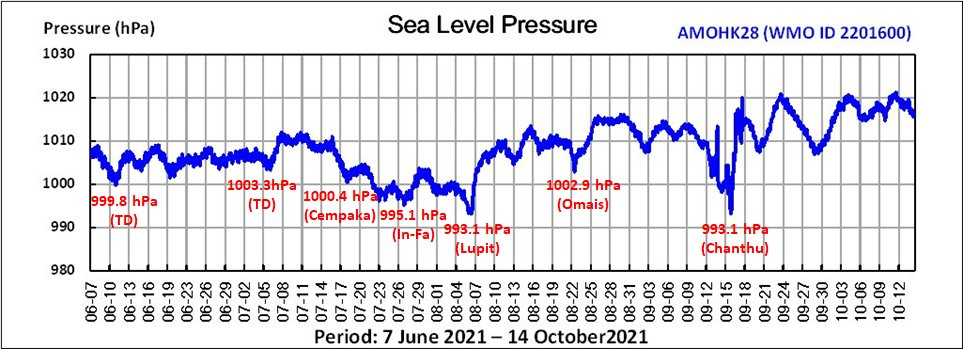 Sea Level Pressure
Pressure (hPa)
AMOHK28 (WMO ID 2201600)
1030
1020
1010
1000
990
980
999.8 hPa
(TD)
1003.3hPa
(TD)
1000.4 hPa
(Cempaka)
995.1 hPa
(In-Fa)
993.1 hPa
(Lupit)
1002.9 hPa
(Omais)
993.1 hPa
(Chanthu)
06-07
06-10
06-13
06-16
06-19
06-23
06-26
06-29
07-02
07-05
07-08
07-11
07-14
07-17
07-20
07-23
07-26
07-29
08-01
08-04
08-07
08-10
08-13
08-16
08-19
08-22
08-25
08-28
08-31
09-03
09-06
09-09
09-12
09-15
09-18
09-21
09-24
09-27
09-30
10-03
10-06
10-09
10-12
Period: 7 June 2021 – 14 October2021